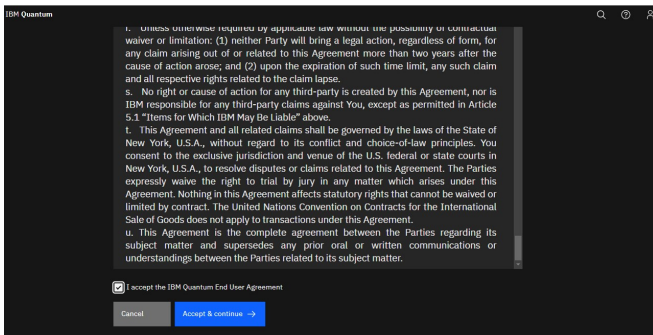 IBM Quantum
r. Unless otherwise required by applicable law without the possibility of contractual
waiver or limitation: (1) neither Party will bring a legal action, regardless of form, for
any claim arising out of or related to this Agreement more than two years after the
cause of action arose; and (2) upon the expiration of such time limit, any such claim
and all respective rights related to the claim lapse.
s. No right or cause of action for any third-party is created by this Agreement, nor is
IBM responsible for any third-party claims against You, except as permitted in Article
5.1 “Items for Which IBM May Be Liable” above.
t. This Agreement and all related claims shall be governed by the laws of the State of
New York, U.S.A., without regard to its conflict and choice-of-law principles. You
consent to the exclusive jurisdiction and venue of the U.S. federal or state courts in
New York, U.S.A., to resolve disputes or claims related to this Agreement. The Parties
expressly waive the right to trial by jury in any matter which arises under this
Agreement. Nothing in this Agreement affects statutory rights that cannot be waived or
limited by contract. The United Nations Convention on Contracts for the International
Sale of Goods does not apply to transactions under this Agreement.
u. This Agreement is the complete agreement between the Parties regarding its
subject matter and supersedes any prior oral or written communications or
understandings between the Parties related to its subject matter.
I accept the IBM Quantum End User Agreement
Cancel
Accept & continue →